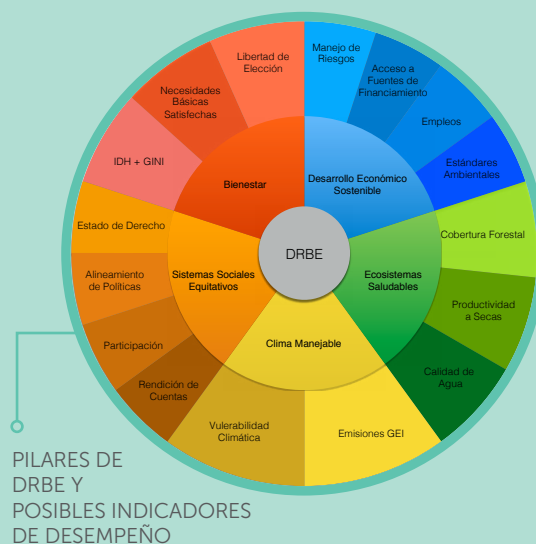 Libertad de
Elección
Manejo de
Riesgos
Acceso a
Fuentes de
Financiamiento
Empleos
Estándares
Ambientales
Cobertura Forestal
Productividad
a Secas
Calidad de
Agua
Emisiones GEI
Vulerabilidad
Climática
Rendición de
Cuentas
Participación
Alineamiento
de Políticas
Estado de Derecho
IDH + GINI
Necesidades
Básicas
Satisfechas
Bienestar
Desarrollo Económico
Sostenible
Ecosistemas
Saludables
Clima Manejable
Sistemas Sociales
Equitativos
DRBE
PILARES DE
DRBE Y
POSIBLES INDICADORES
DE DESEMPEÑO